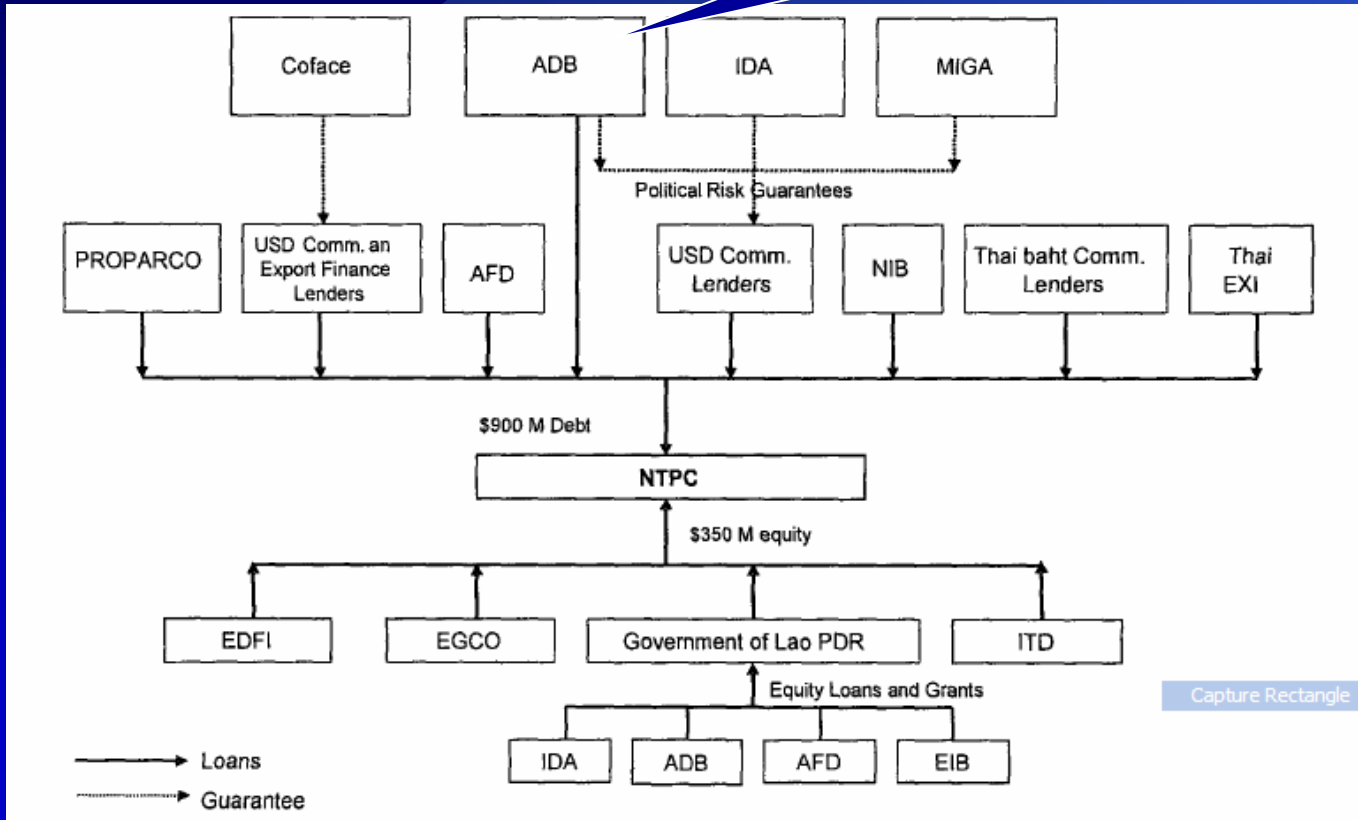 Coface
ADB
IDA
MIGA
Political Risk Guarantees
PROPARCO
USD Comm. an
Export Finance
Lenders
AFD
USD Comm.
Lenders
NIB
Thai baht Comm.
Lenders
Thai
EXI
$900 M Debt
NTPC
$350 M equity
EDFI
EGCO
Government of Lao PDR
ITD
Equity Loans and Grants
Capture Rectangle
IDA
ADB
AFD
EIB
Loans
Guarantee